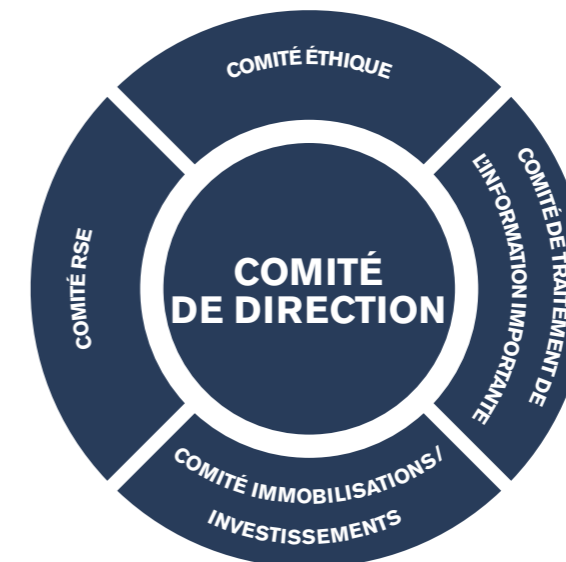 COMITÉ ÉTHIQUE
COMITÉ DE TRAITEMENT DE
L'INFORMATION IMPORTANTE
COMITÉ RSE
COMITÉ
DE DIRECTION
COMITÉ IMMOBILISATIONS/
INVESTISSEMENTS